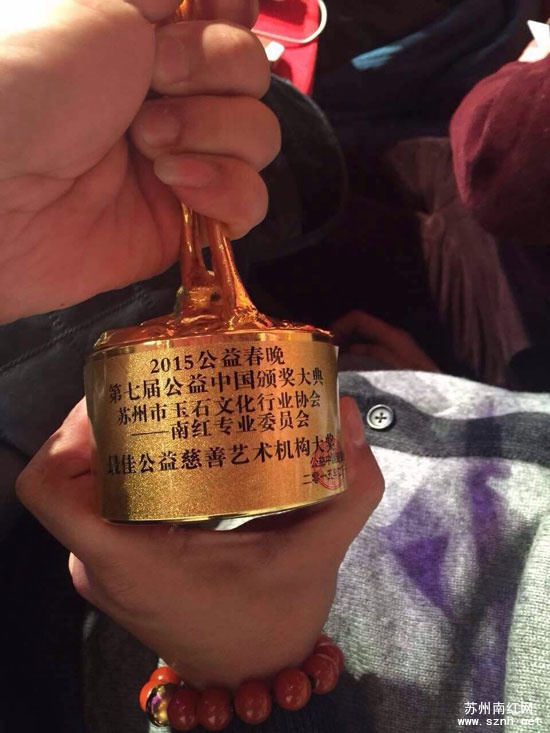 2015公益春晚
第七届公益中国颁奖大典
苏州市玉石文化行业协会
——南红专业委员会
最佳公益慈善艺术机构大奖
苏州南红网
www.sznh.net